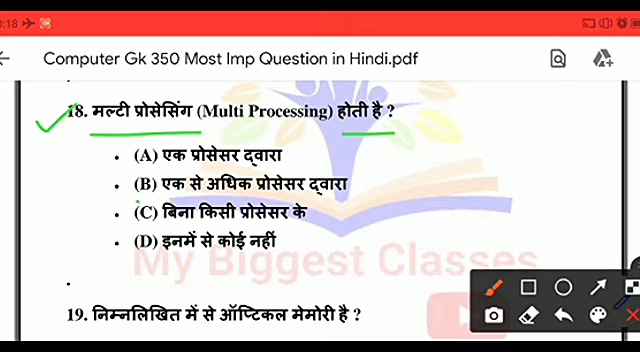 :18
Computer Gk 350 Most Imp Question in Hindi.pdf
18. मल्टी प्रोसेसिंग (Multi Processing) होती है ?
• (A) एक प्रोसेसर द्वारा
• (B) एक से अधिक प्रोसेसर द्वारा
• (C) बिना किसी प्रोसेसर के
• (D) इनमें से कोई नहीं
My Biggest Classes
19. निम्नलिखित में से ऑप्टिकल मेमोरी है ?